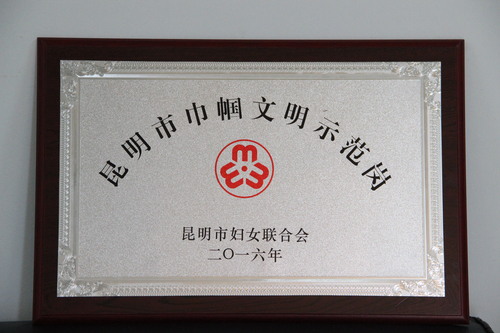 昆明市巾帼文明示范岗
昆明市妇女联合会
二〇一六年